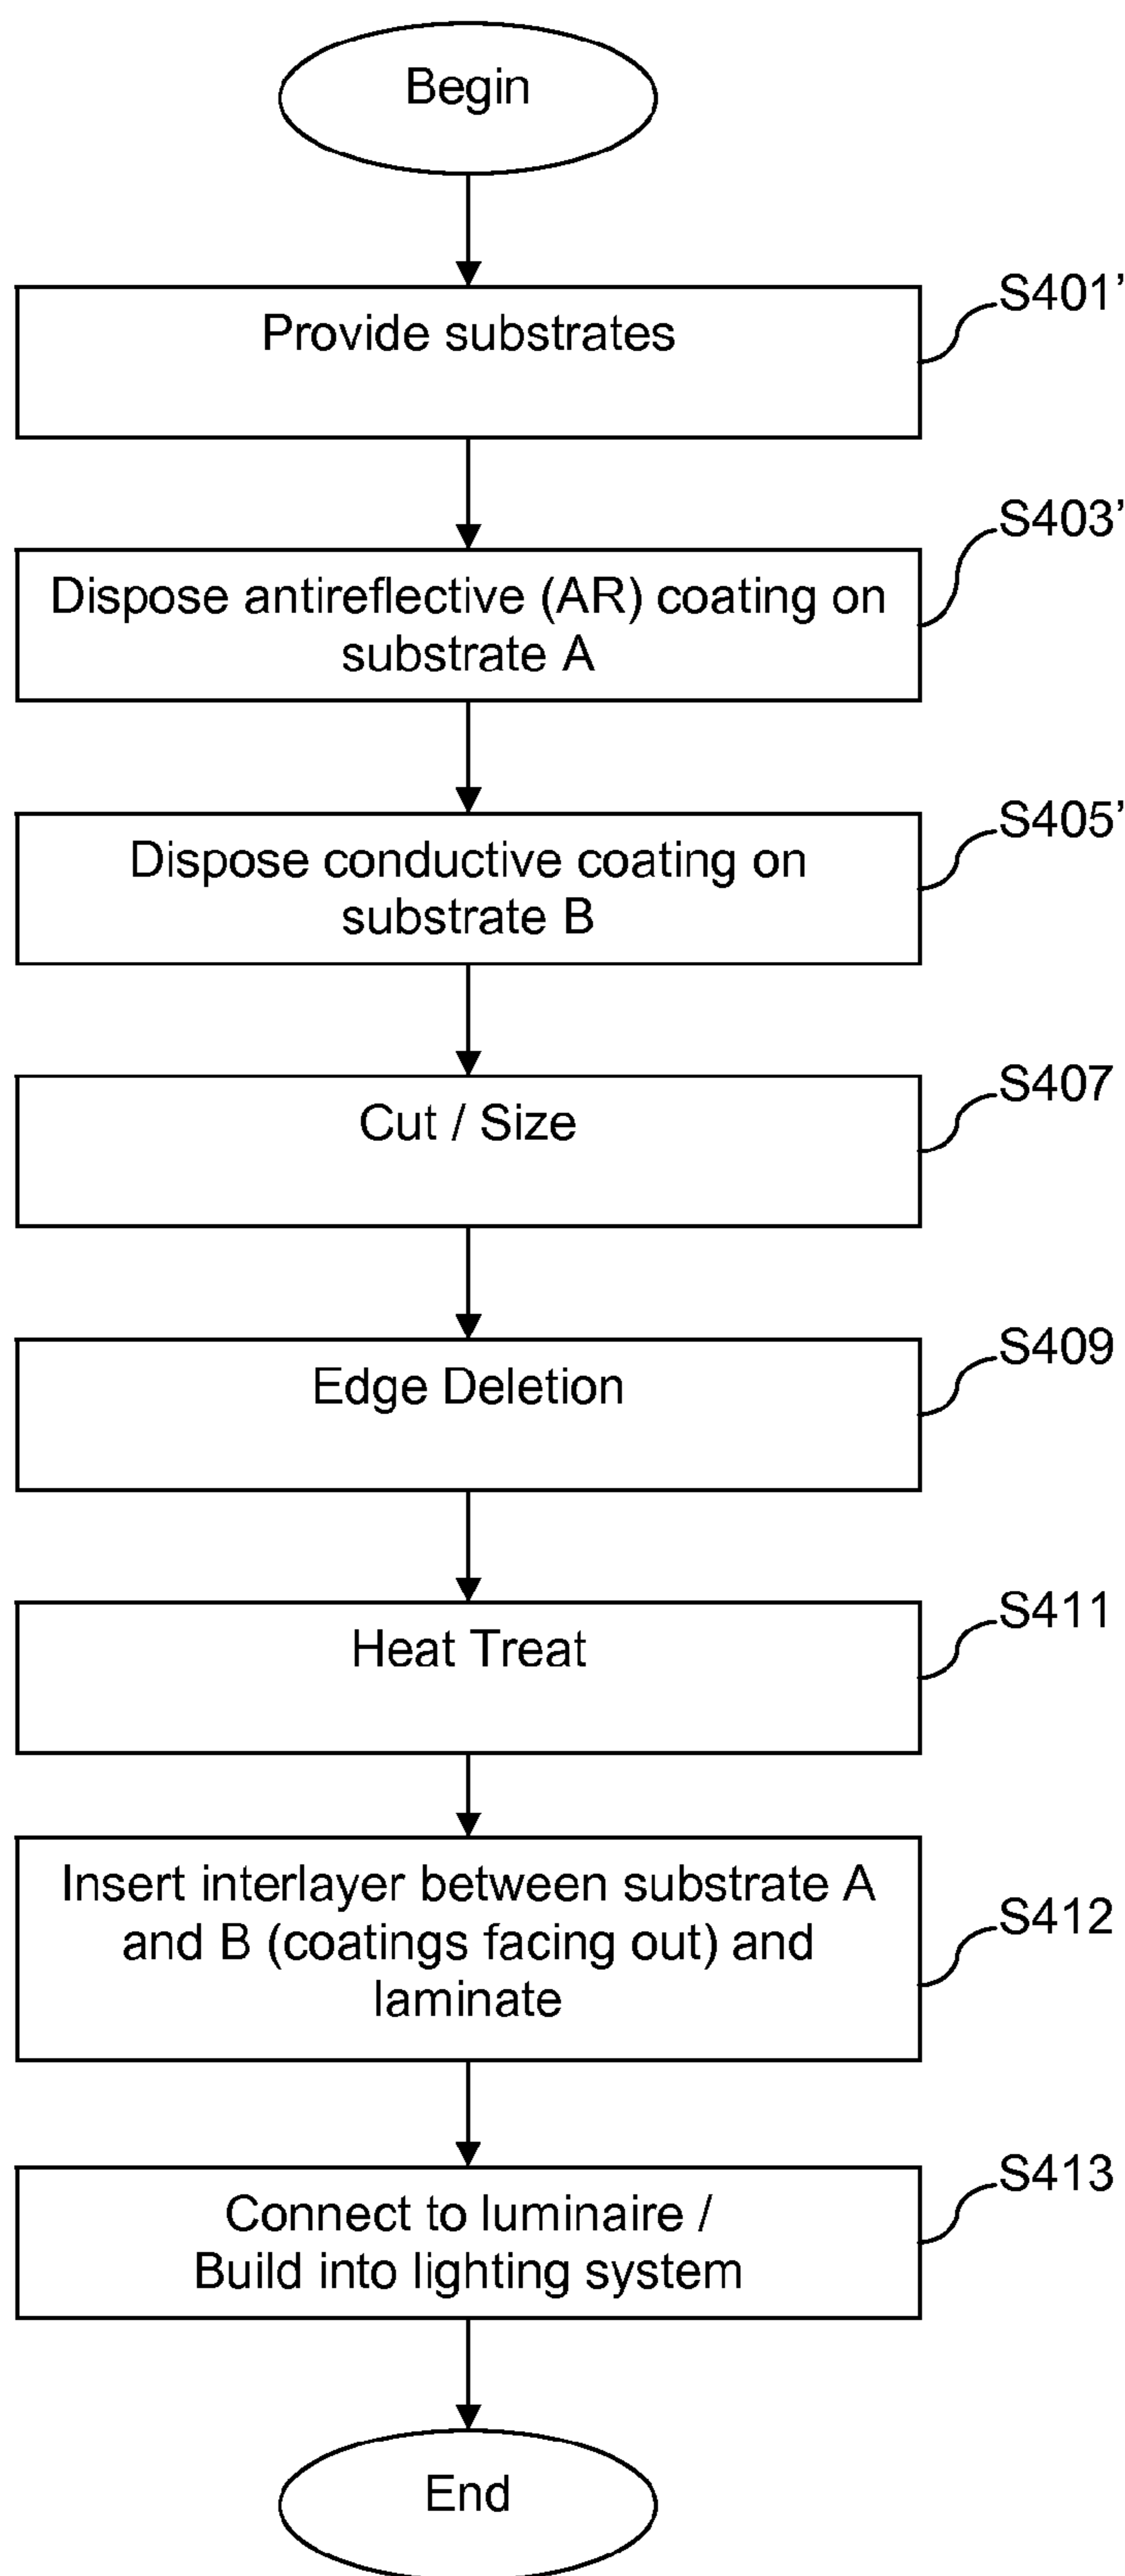 Begin
S401’
Provide substrates
S403’
Dispose antireflective (AR) coating on
substrate A
S405’
Dispose conductive coating on
substrate B
S407
Cut / Size
S409
Edge Deletion
S411
Heat Treat
Insert interlayer between substrate A
S412
and B (coatings facing out) and
laminate
S413
Connect to luminaire /
Build into lighting system
End